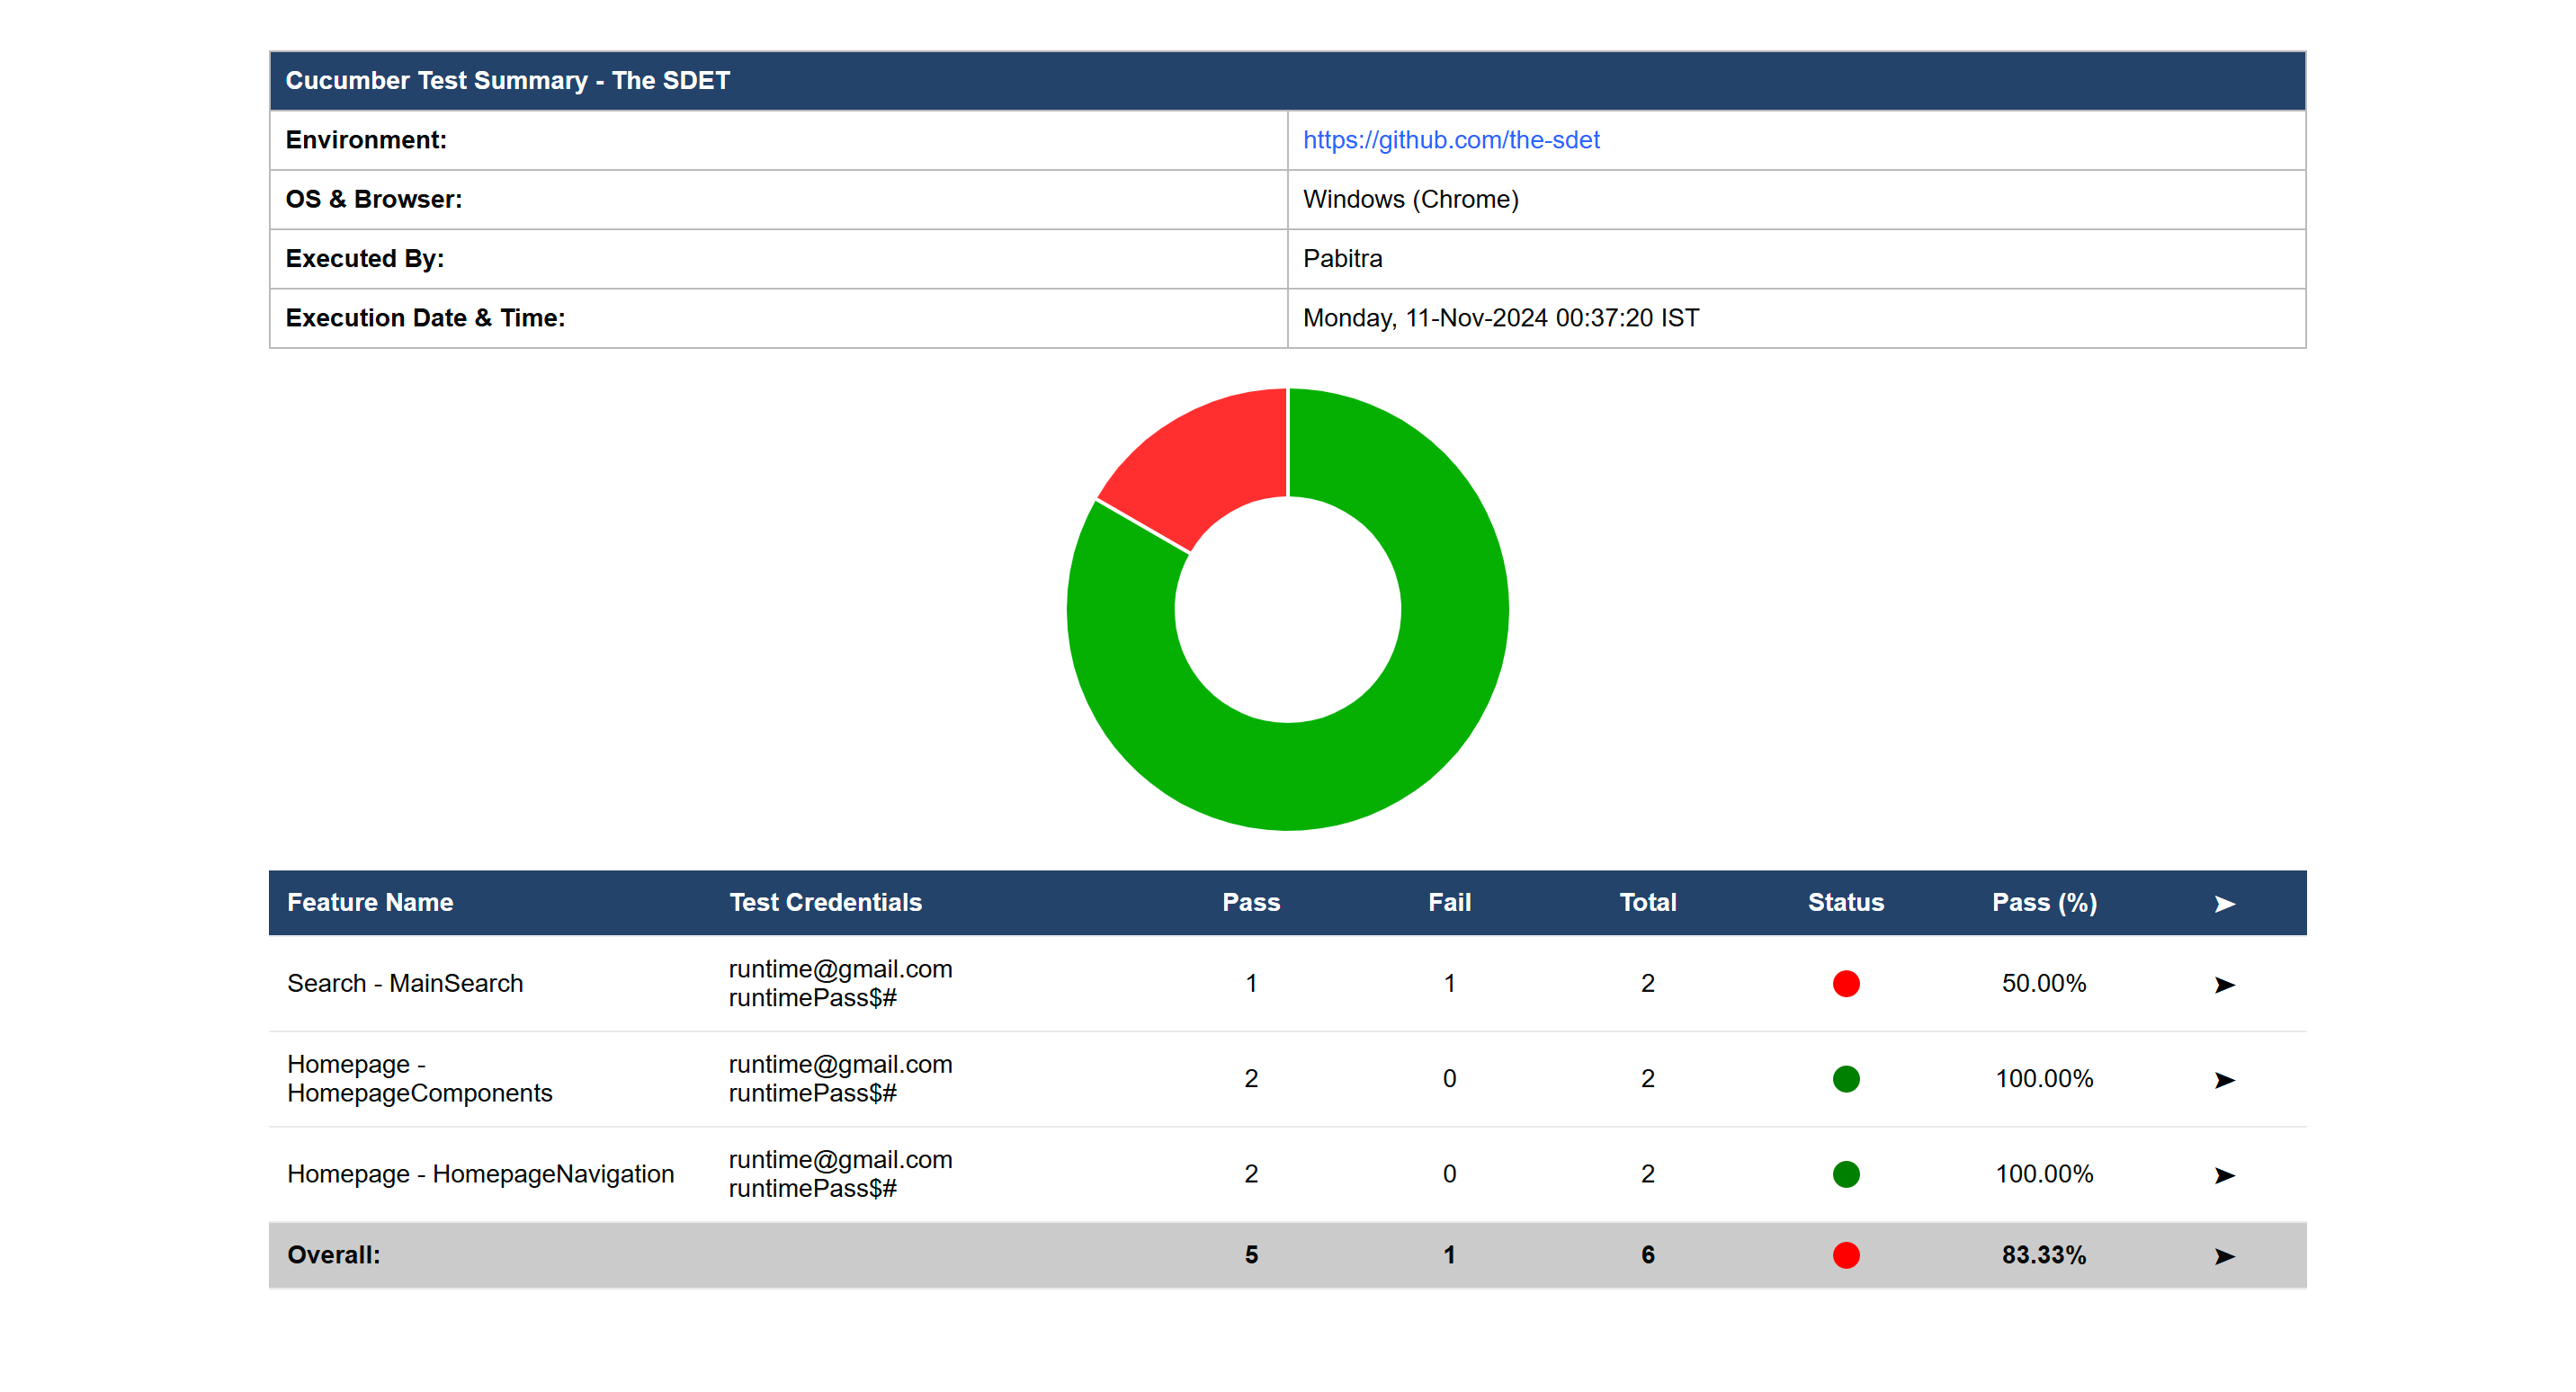 Cucumber Test Summary - The SDET
Environment: https://github.com/the-sdet
OS & Browser: Windows (Chrome)
Executed By: Pabitra
Execution Date & Time: Monday, 11-Nov-2024 00:37:20 IST
Feature Name Test Credentials Pass Fail Total Status Pass (%) ➤
Search - MainSearch runtime@gmail.com 1 1 2 50.00% ➤
runtimePass$#
Homepage - runtime@gmail.com 2 0 2 100.00% ➤
HomepageComponents runtimePass$#
Homepage - HomepageNavigation runtime@gmail.com 2 0 2 100.00% ➤
runtimePass$#
Overall: 5 1 6 83.33% ➤